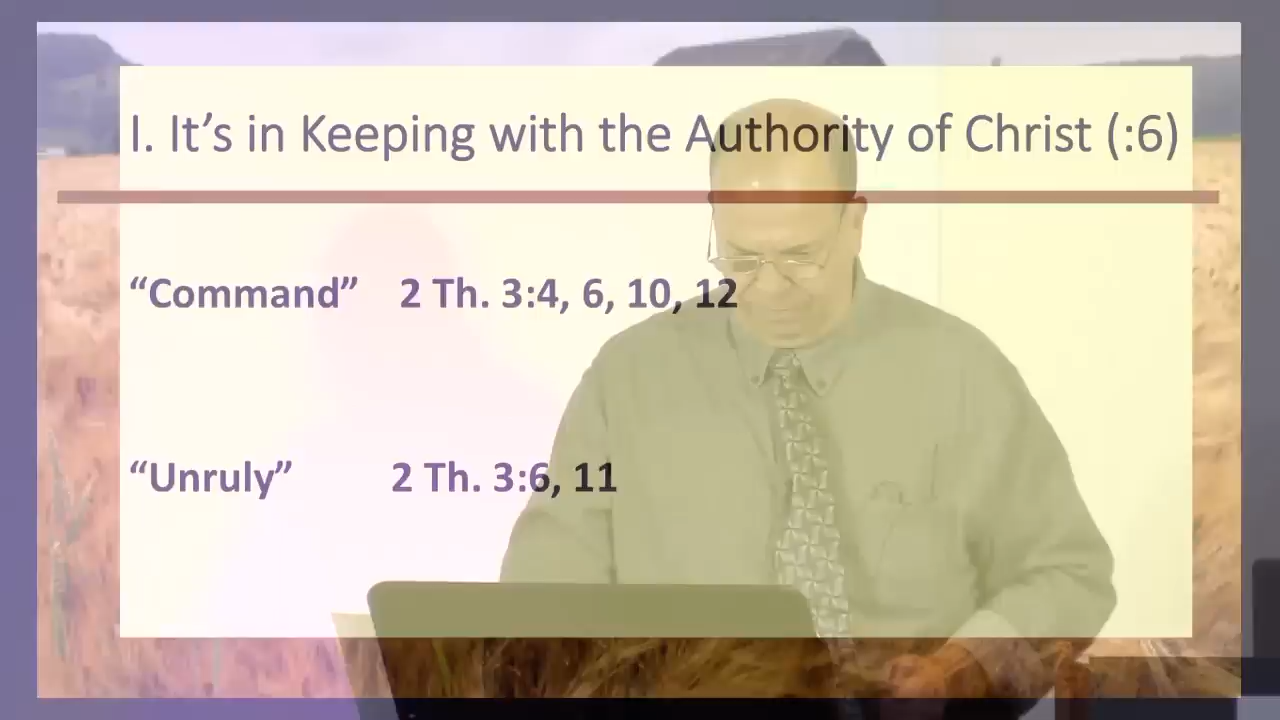 I. It’s in Keeping with the Authority of Christ (:6)
“Command” 2 Th. 3:4, 6, 10, 12
“Unruly” 2 Th. 3:6, 11